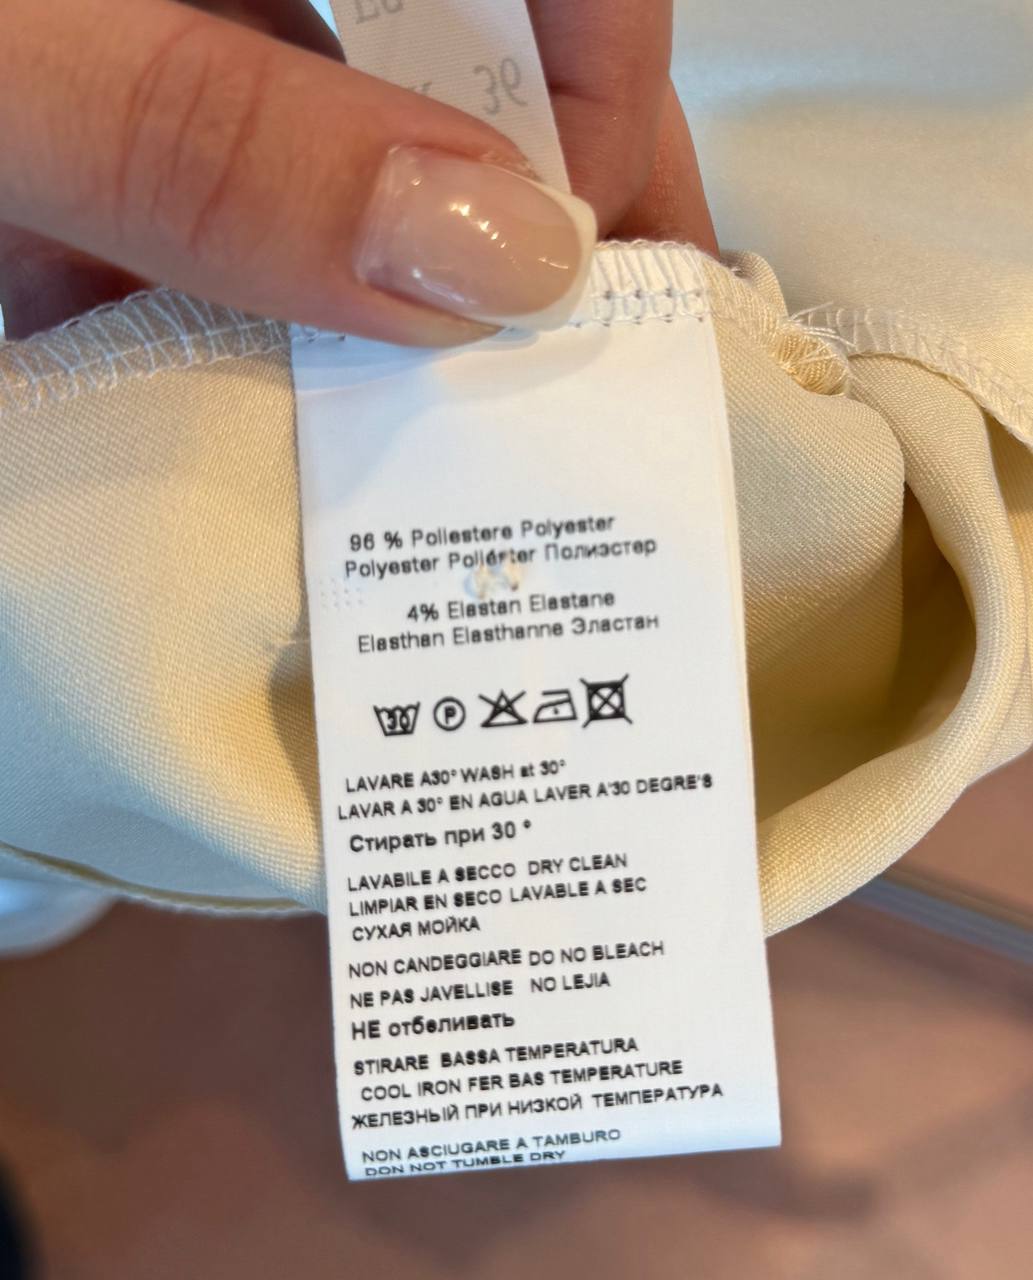 36
96 % Poliestere Polyester
Polyester Poliéster Полиэстер
4% Elastan Elastane
Elasthan Elasthanne Эластан
30 P
LAVARE A30° WASH at 30°
LAVAR A 30° EN AGUA LAVER A'30 DEGRE'S
Стирать при 30 °
LAVABILE A SECCO DRY CLEAN
LIMPIAR EN SECO LAVABLE A SEC
СУХАЯ МОЙКА
NON CANDEGGIARE DO NO BLEACH
NE PAS JAVELLISE NO LEJIA
НЕ отбеливать
STIRARE BASSA TEMPERATURA
COOL IRON FER BAS TEMPERATURE
ЖЕЛЕЗНЫЙ ПРИ НИЗКОЙ ТЕМПЕРАТУРА
NON ASCIUGARE A TAMBURO
DON NOT TUMBLE DRY